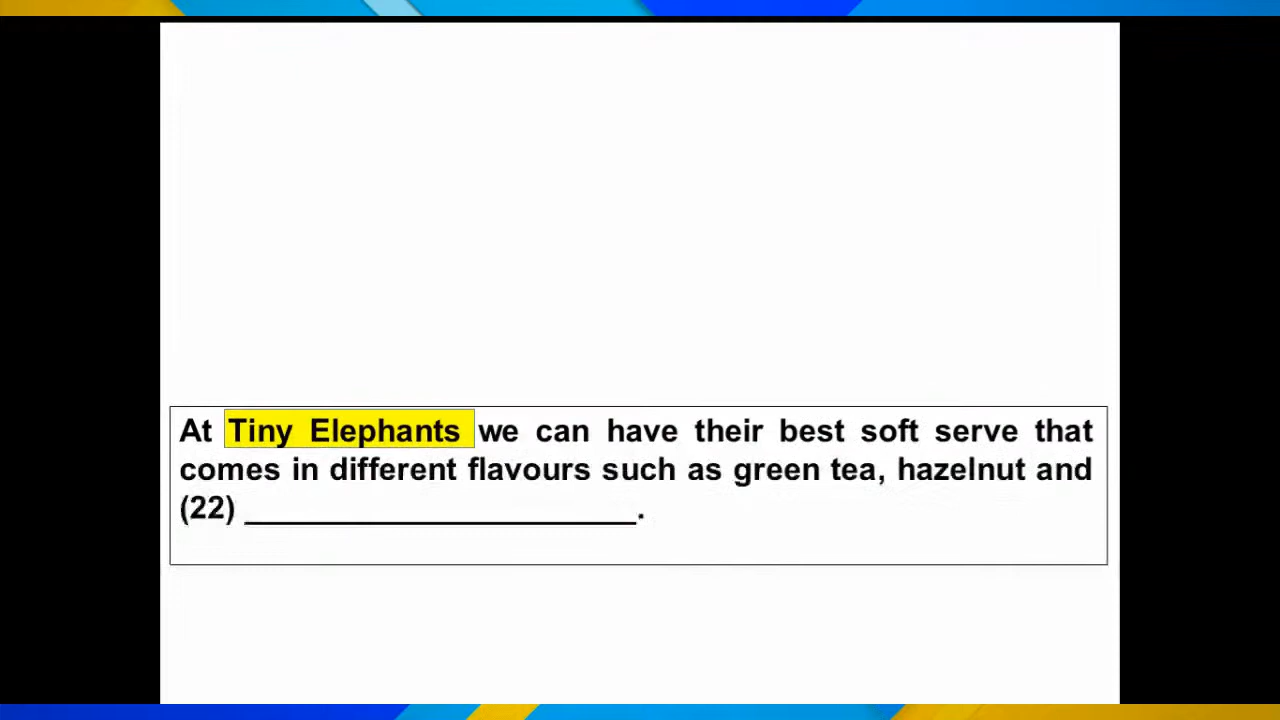 At Tiny Elephants we can have their best soft serve that
comes in different flavours such as green tea, hazelnut and
(22) ______________________.